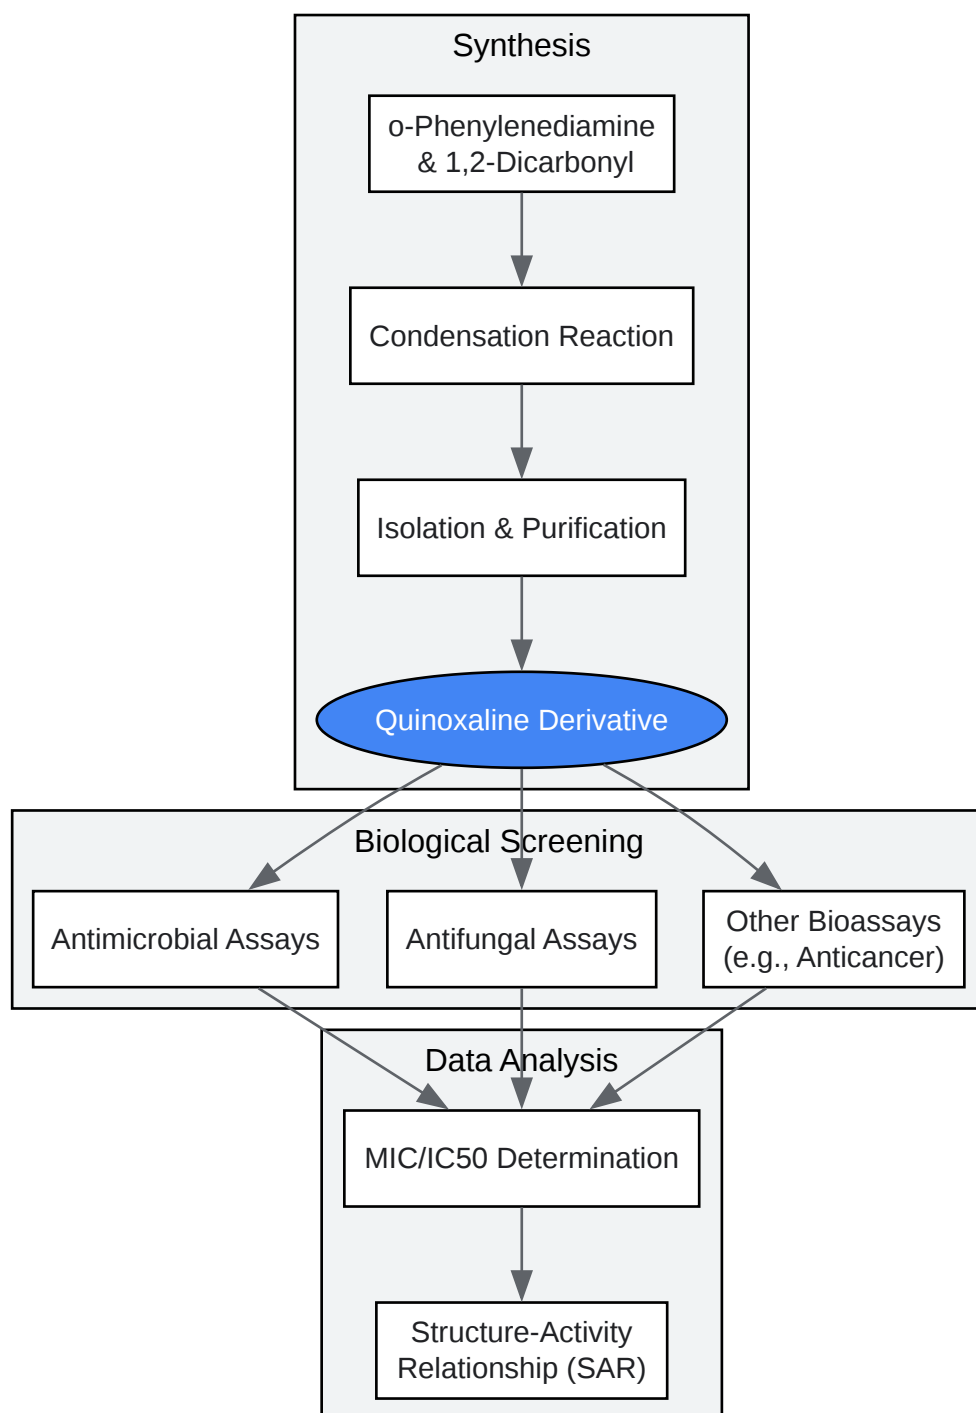 Synthesis
o-Phenylenediamine
& 1,2-Dicarbonyl
Condensation Reaction
Isolation & Purification
Quinoxaline Derivative
Biological Screening
Antimicrobial Assays
Antifungal Assays
Other Bioassays
(e.g., Anticancer)
Data Analysis
MIC/IC50 Determination
Structure-Activity
Relationship (SAR)